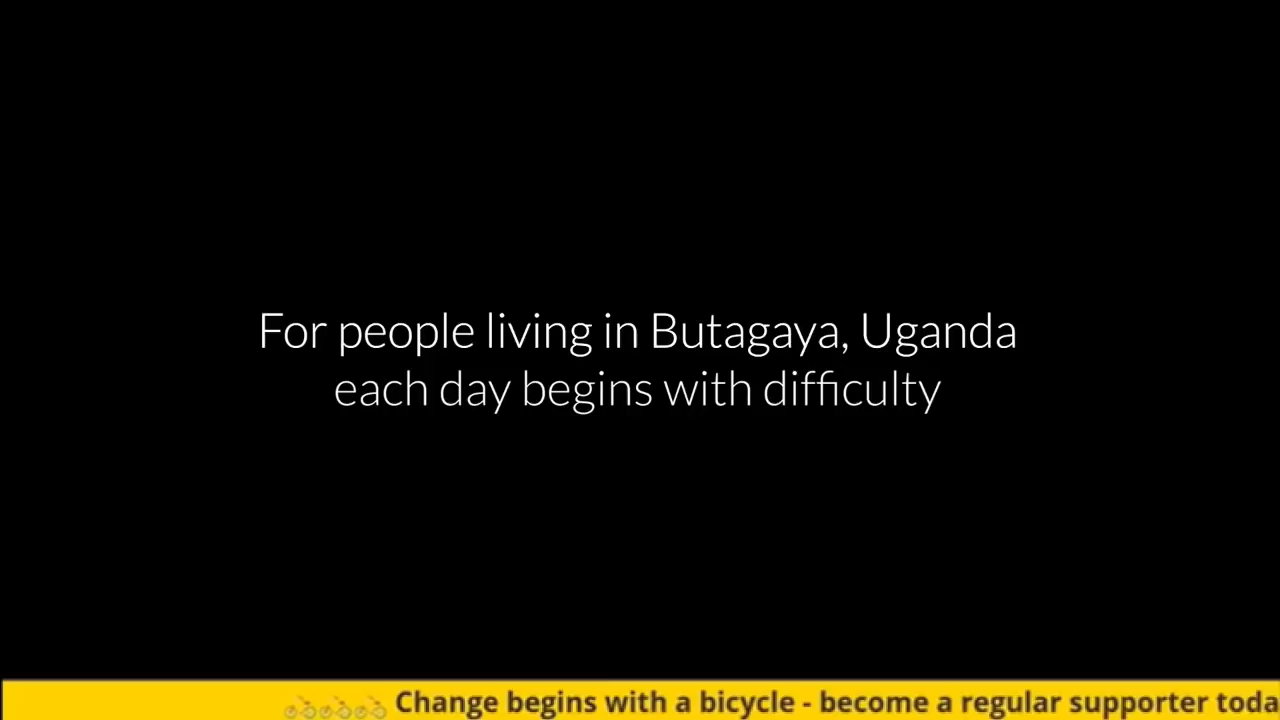 For people living in Butagaya, Uganda
each day begins with difficulty
Change begins with a bicycle - become a regular supporter toda